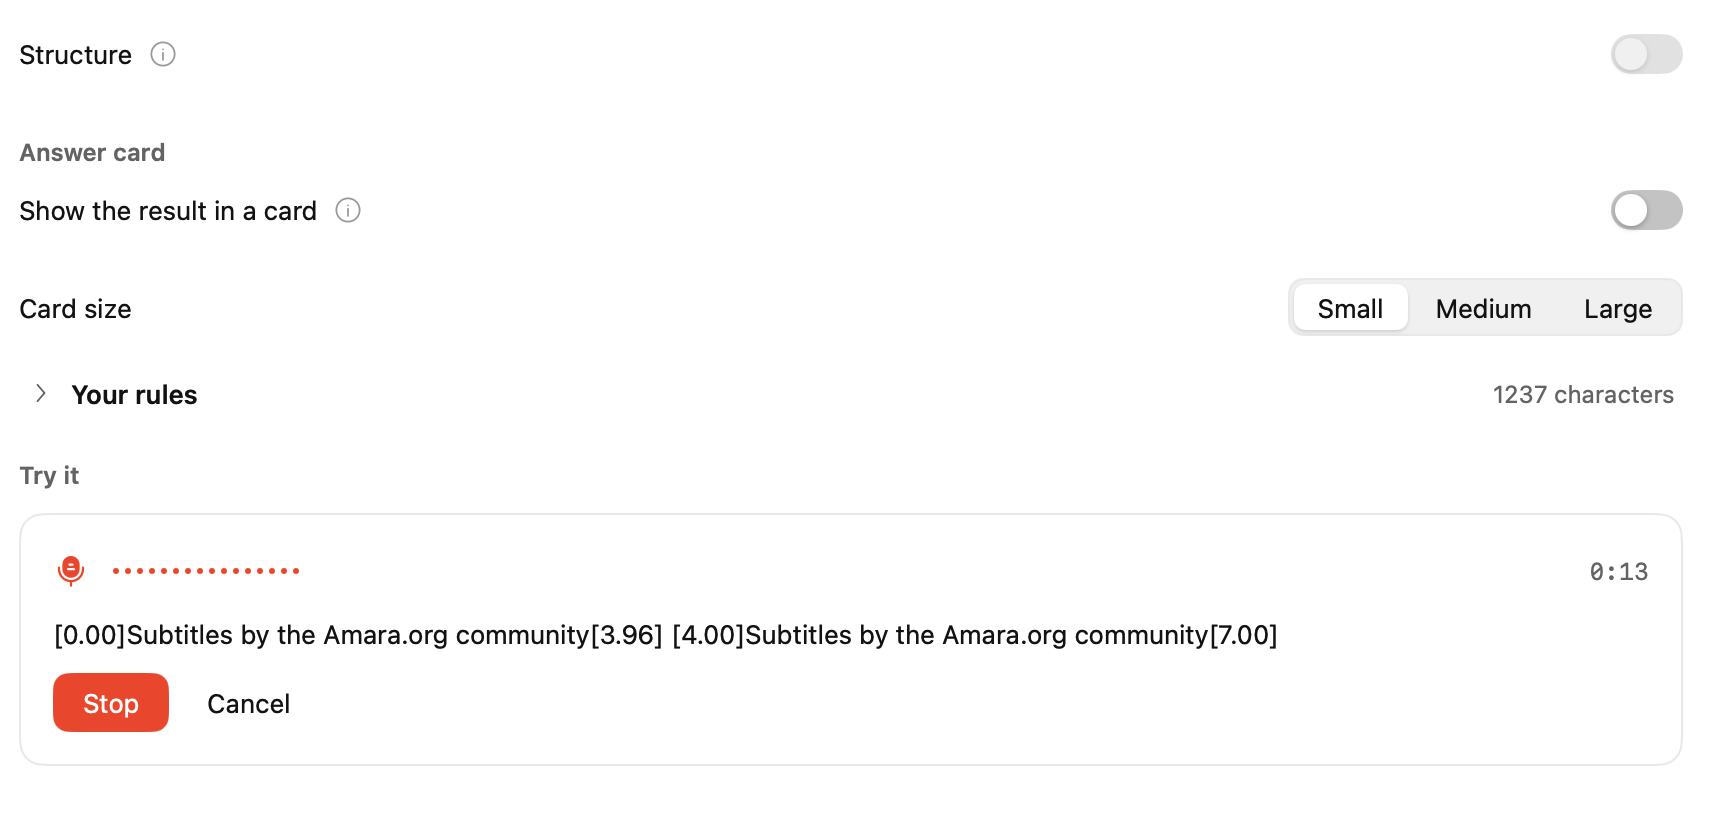 Structure
Answer card
Show the result in a card
Card size
Small Medium Large
Your rules 1237 characters
Try it
0:13
[0.00]Subtitles by the Amara.org community[3.96] [4.00]Subtitles by the Amara.org community[7.00]
Stop Cancel